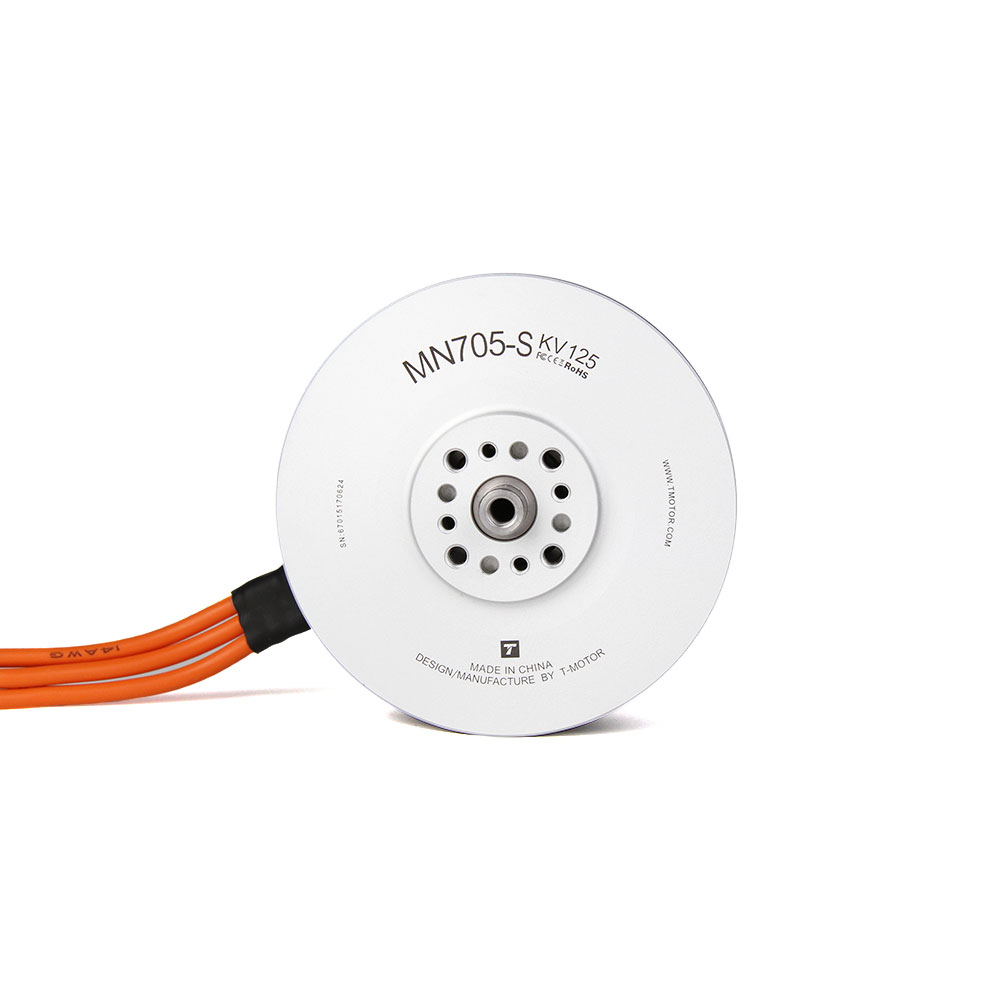 MN705-S KV125
FC CE RoHS
SN:67015170624
WWW.TMOTOR.COM
T
MADE IN CHINA
DESIGN/MANUFACTURE BY T-MOTOR
14AWG